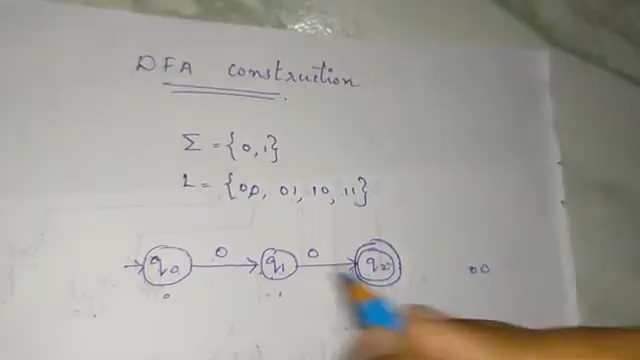 DFA construction
Σ = {0,1}
L = {00, 01, 10, 11}
0 0
q0 q1 q2 00
0 1